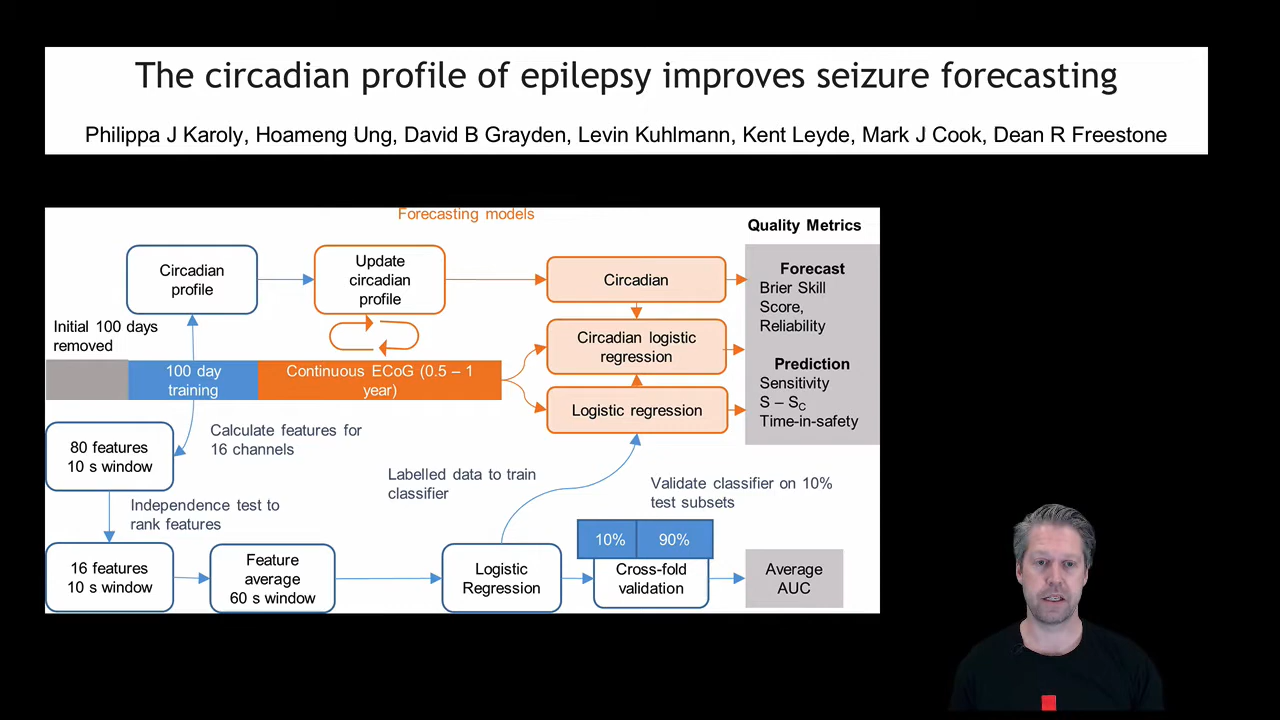 The circadian profile of epilepsy improves seizure forecasting
Philippa J Karoly, Hoameng Ung, David B Grayden, Levin Kuhlmann, Kent Leyde, Mark J Cook, Dean R Freestone
Forecasting models
Quality Metrics
Circadian
profile
Update
circadian
profile
Circadian
Forecast
Brier Skill
Score,
Reliability
Initial 100 days
removed
Circadian logistic
regression
100 day
training
Continuous ECoG (0.5 – 1
year)
Prediction
Sensitivity
S – SC
Time-in-safety
Logistic regression
80 features
10 s window
Calculate features for
16 channels
Labelled data to train
classifier
Validate classifier on 10%
test subsets
Independence test to
rank features
10%
90%
16 features
10 s window
Feature
average
60 s window
Logistic
Regression
Cross-fold
validation
Average
AUC